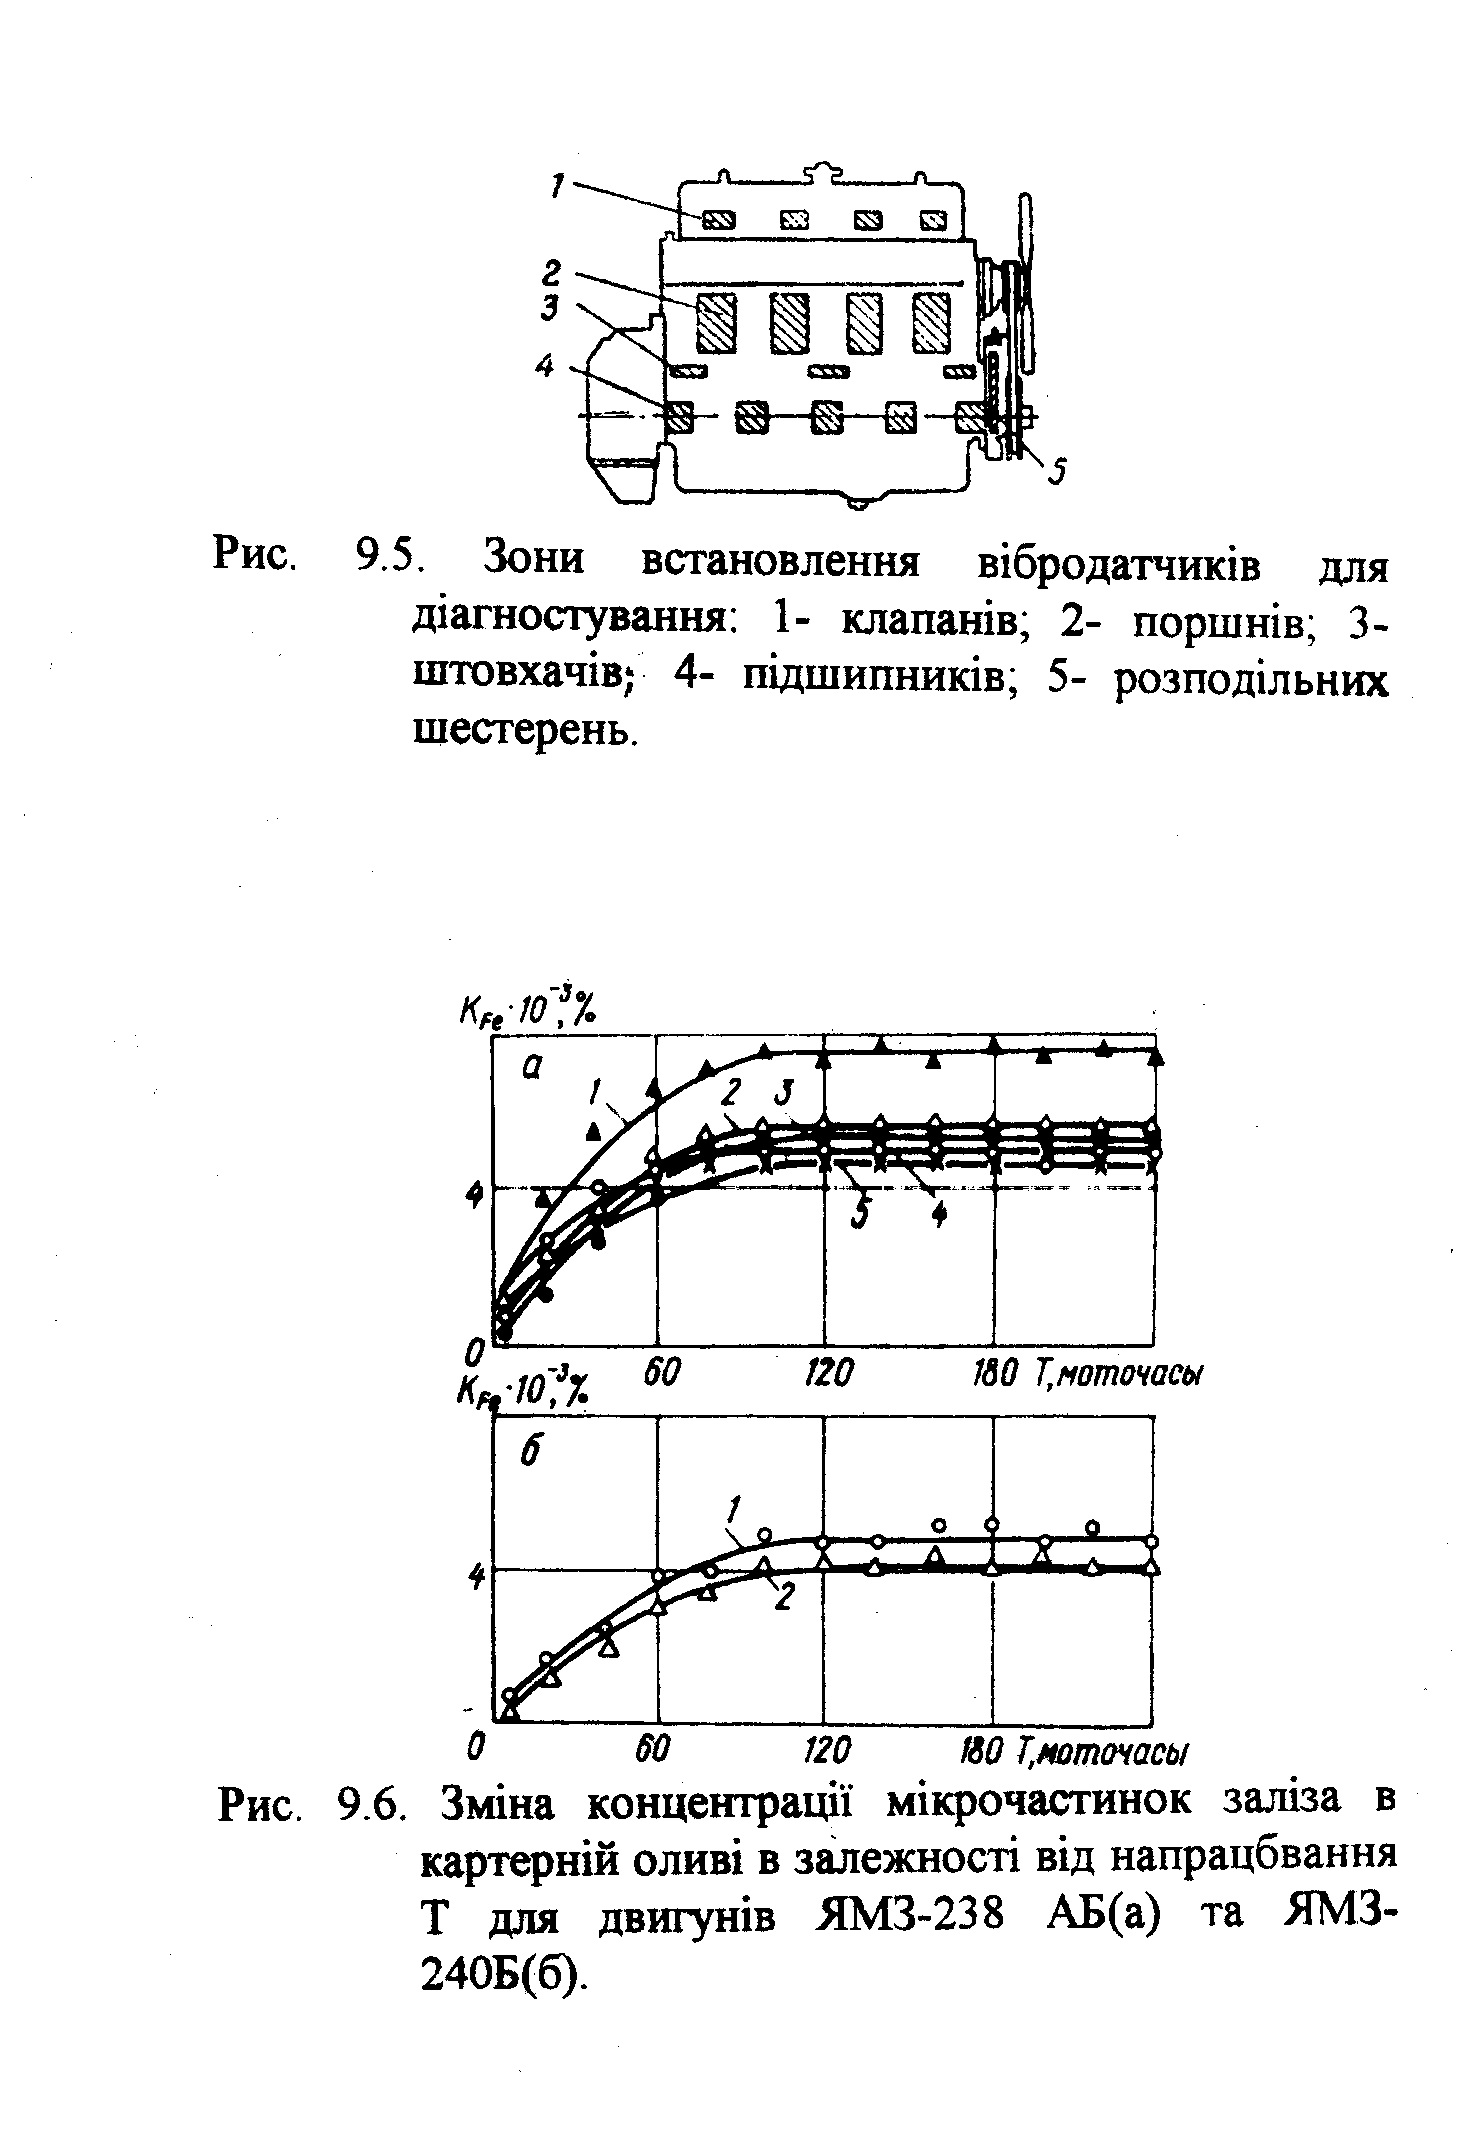 1
2
3
4
5
Рис. 9.5. Зони встановлення вібродатчиків для
діагностування: 1- клапанів; 2- поршнів; 3-
штовхачів; 4- підшипників; 5- розподільних
шестерень.
KFe·10⁻³,%
а
1 2 3
4
5 4
0 60 120 180 Т,моточасы
KFe·10⁻³,%
б
1
4
2
0 60 120 180 Т,моточасы
Рис. 9.6. Зміна концентрації мікрочастинок заліза в
картерній оливі в залежності від напрацбвання
Т для двигунів ЯМЗ-238 АБ(а) та ЯМЗ-
240Б(б).